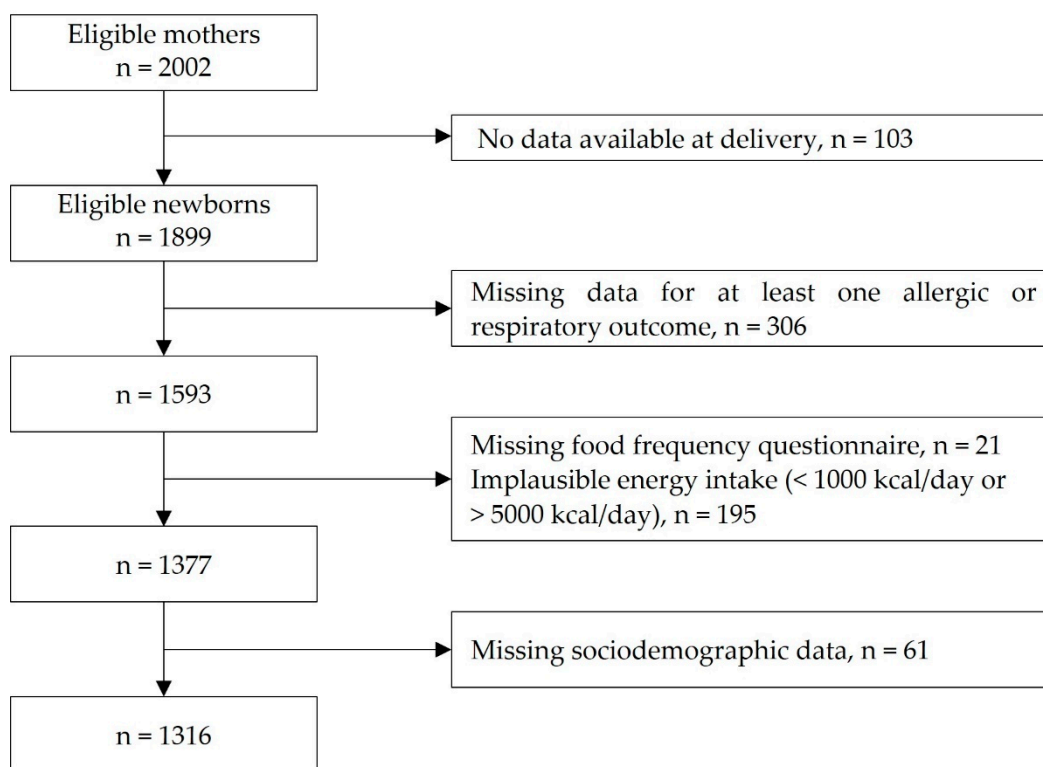 Eligible mothers
n = 2002
No data available at delivery, n = 103
Eligible newborns
n = 1899
Missing data for at least one allergic or
respiratory outcome, n = 306
n = 1593
Missing food frequency questionnaire, n = 21
Implausible energy intake (< 1000 kcal/day or
> 5000 kcal/day), n = 195
n = 1377
Missing sociodemographic data, n = 61
n = 1316